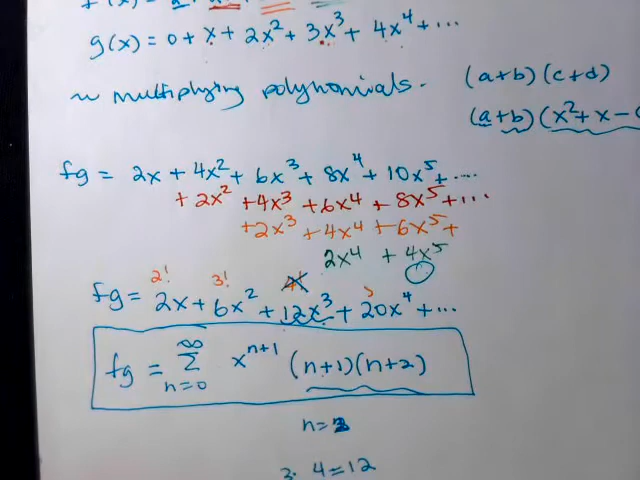 g(x) = 0 + x + 2x² + 3x³ + 4x⁴ + ...
~ multiplying polynomials.
(a+b)(c+d)
(a+b)(x²+x-
fg = 2x + 4x² + 6x³ + 8x⁴ + 10x⁵ + ....
+ 2x² + 4x³ + 6x⁴ + 8x⁵ + ...
+2x³ + 4x⁴ + 6x⁵ +
2x⁴ + 4x⁵
2! 3!
fg = 2x + 6x² + 12x³ + 20x⁴ + ...
fg = ∞ Σ n=0 xⁿ⁺¹ (n+1)(n+2)
n=
3. 4=12